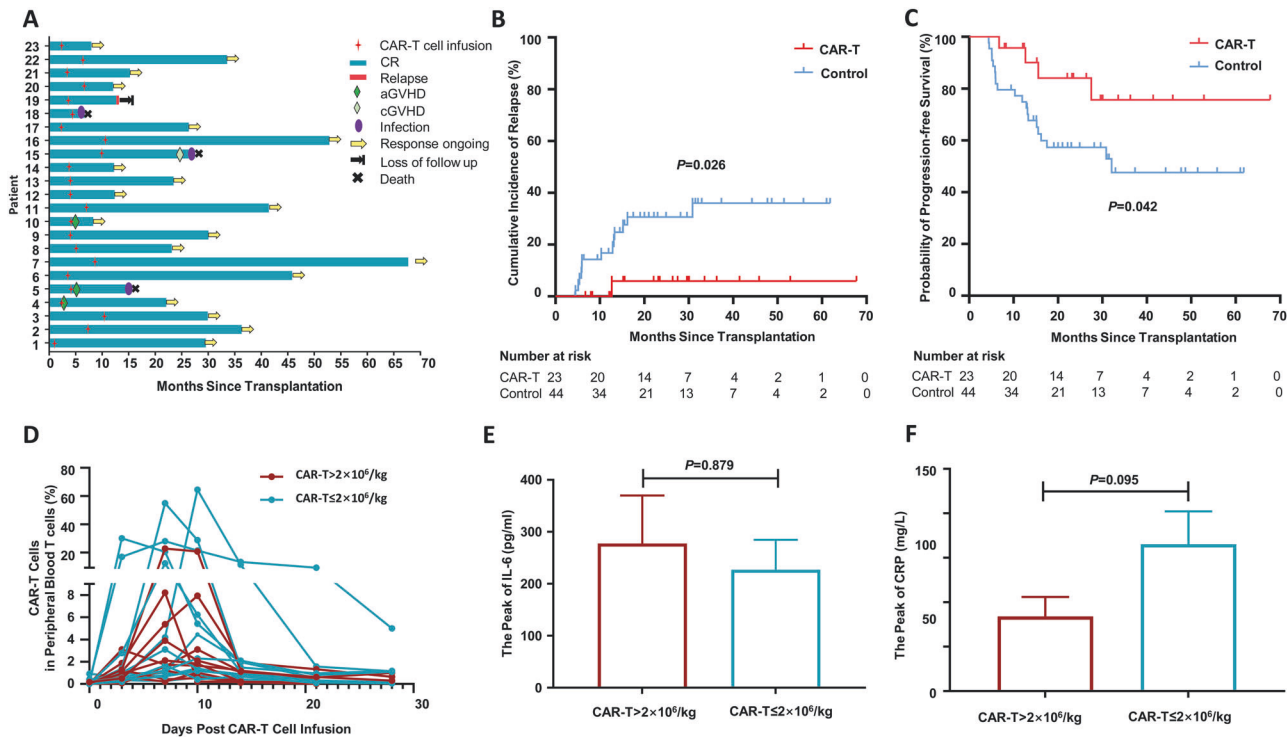 A
23
22
21
20
19
18
17
16
15
14
13
12
11
10
9
8
7
6
5
4
3
2
1
Patient
0 5 10 15 20 25 30 35 40 45 50 55 60 65 70
Months Since Transplantation
CAR-T cell infusion
CR
Relapse
aGVHD
cGVHD
Infection
Response ongoing
Loss of follow up
Death
B
Cumulative Incidence of Relapse (%)
100
80
60
40
20
0
CAR-T
Control
P=0.026
0 10 20 30 40 50 60 70
Months Since Transplantation
Number at risk
CAR-T 23 20 14 7 4 2 1 0
Control 44 34 21 13 7 4 2 0
C
Probability of Progression-free Survival (%)
100
80
60
40
20
0
CAR-T
Control
P=0.042
0 10 20 30 40 50 60 70
Months Since Transplantation
Number at risk
CAR-T 23 20 14 7 4 2 1 0
Control 44 34 21 13 7 4 2 0
D
CAR-T Cells
in Peripheral Blood T cells (%)
80
60
40
20
8
6
4
2
0
CAR-T>2×10⁶/kg
CAR-T≤2×10⁶/kg
0 10 20 30
Days Post CAR-T Cell Infusion
E
The Peak of IL-6 (pg/ml)
400
300
200
100
0
P=0.879
CAR-T>2×10⁶/kg CAR-T≤2×10⁶/kg
F
The Peak of CRP (mg/L)
150
100
50
0
P=0.095
CAR-T>2×10⁶/kg CAR-T≤2×10⁶/kg